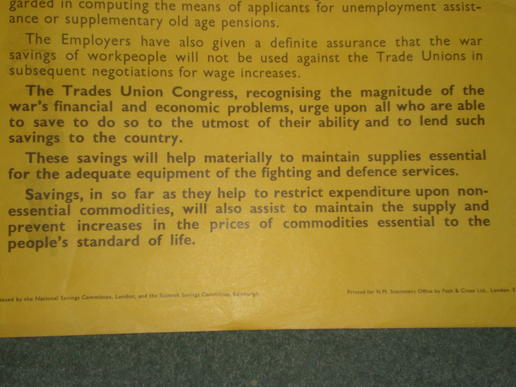 garded in computing the means of applicants for unemployment assist-
ance or supplementary old age pensions.
The Employers have also given a definite assurance that the war
savings of workpeople will not be used against the Trade Unions in
subsequent negotiations for wage increases.
The Trades Union Congress, recognising the magnitude of the
war's financial and economic problems, urge upon all who are able
to save to do so to the utmost of their ability and to lend such
savings to the country.
These savings will help materially to maintain supplies essential
for the adequate equipment of the fighting and defence services.
Savings, in so far as they help to restrict expenditure upon non-
essential commodities, will also assist to maintain the supply and
prevent increases in the prices of commodities essential to the
people's standard of life.
Issued by the National Savings Committee, London, and the Scottish Savings Committee, Edinburgh.
Printed for H.M. Stationery Office by Fosh & Cross Ltd., London.